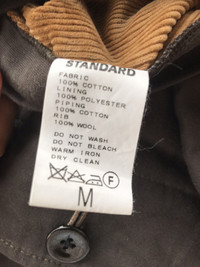 STANDARD
FABRIC
100% COTTON
LINING
100% POLYESTER
PIPING
100% COTTON
RIB
100% WOOL
DO NOT WASH
DO NOT BLEACH
WARM IRON
DRY CLEAN
F
M